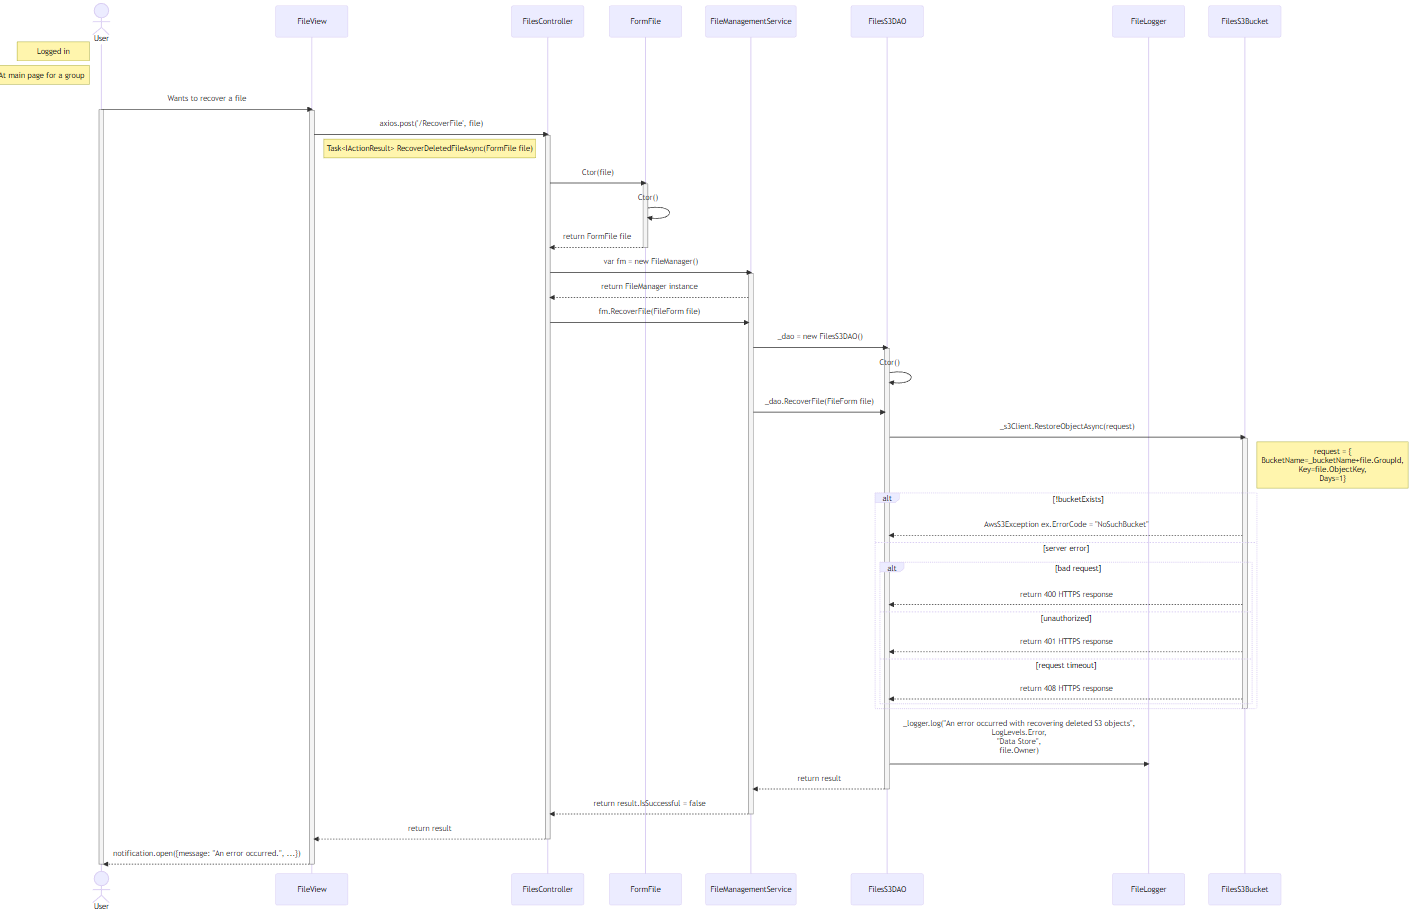 User
FileView
FilesController
FormFile
FileManagementService
FilesS3DAO
FileLogger
FilesS3Bucket
Logged in
At main page for a group
Wants to recover a file
axios.post('/RecoverFile', file)
Task<IActionResult> RecoverDeletedFileAsync(FormFile file)
Ctor(file)
Ctor()
return FormFile file
var fm = new FileManager()
return FileManager instance
fm.RecoverFile(FileForm file)
_dao = new FilesS3DAO()
Ctor()
_dao.RecoverFile(FileForm file)
_s3Client.RestoreObjectAsync(request)
request = {
BucketName=_bucketName+file.GroupId,
Key=file.ObjectKey,
Days=1}
alt
[!bucketExists]
AwsS3Exception ex.ErrorCode = "NoSuchBucket"
[server error]
alt
[bad request]
return 400 HTTPS response
[unauthorized]
return 401 HTTPS response
[request timeout]
return 408 HTTPS response
_logger.log("An error occurred with recovering deleted S3 objects",
LogLevels.Error,
"Data Store",
file.Owner)
return result
return result.IsSuccessful = false
return result
notification.open({message: "An error occurred.", ...})
User
FileView
FilesController
FormFile
FileManagementService
FilesS3DAO
FileLogger
FilesS3Bucket